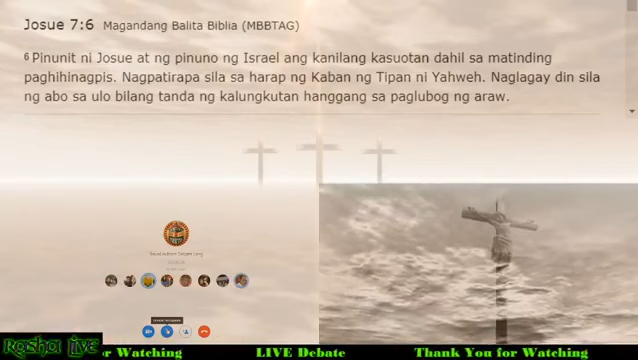 Josue 7:6 Magandang Balita Biblia (MBBTAG)
6 Pinunit ni Josue at ng pinuno ng Israel ang kanilang kasuotan dahil sa matinding
paghihinagpis. Nagpatirapa sila sa harap ng Kaban ng Tipan ni Yahweh. Naglagay din sila
ng abo sa ulo bilang tanda ng kalungkutan hanggang sa paglubog ng araw.
Rasha Live
or Watching LIVE Debate Thank You for Watching